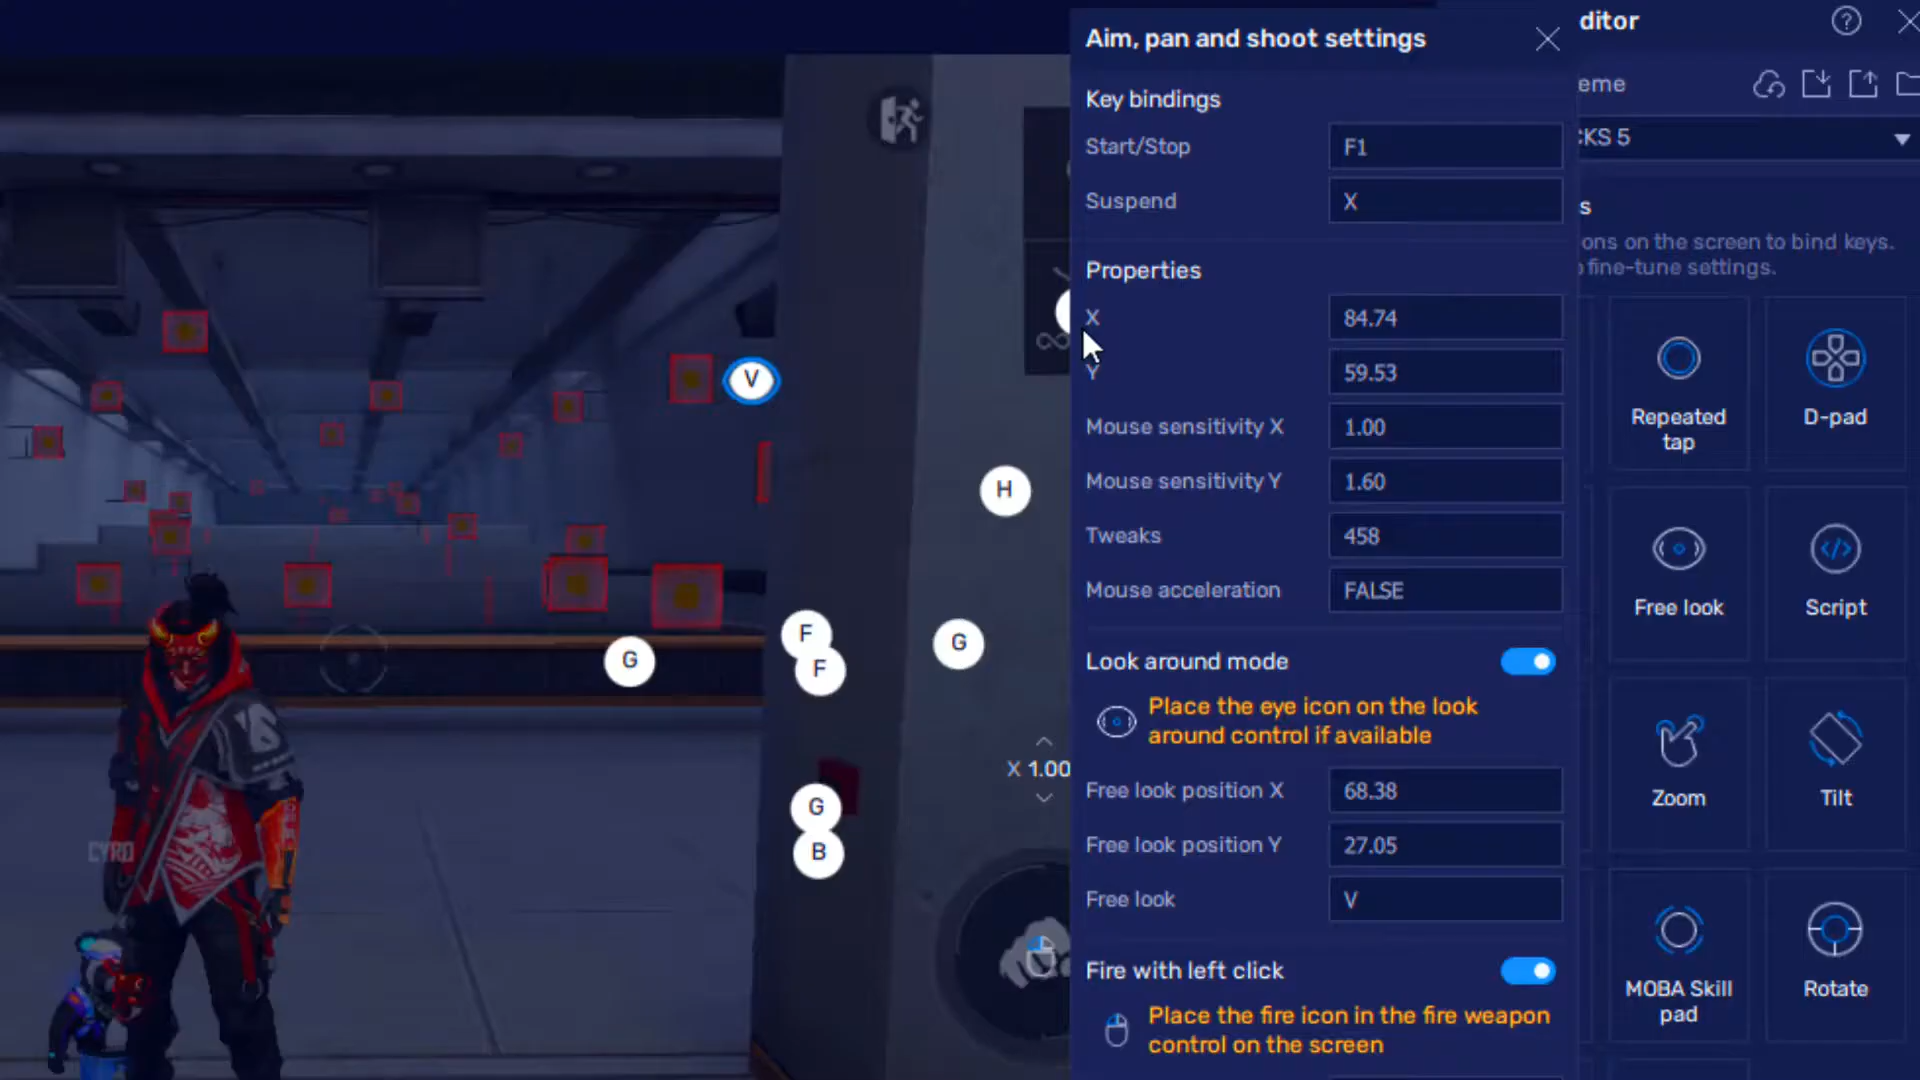 Aim, pan and shoot settings
Key bindings
Start/Stop F1
Suspend X
Properties
X 84.74
Y 59.53
Mouse sensitivity X 1.00
Mouse sensitivity Y 1.60
Tweaks 458
Mouse acceleration FALSE
Look around mode
Place the eye icon on the look
around control if available
Free look position X 68.38
Free look position Y 27.05
Free look V
Fire with left click
Place the fire icon in the fire weapon
control on the screen
ditor
?
eme
CKS 5
s
ons on the screen to bind keys.
fine-tune settings.
Repeated
tap
D-pad
Free look
Script
Zoom
Tilt
MOBA Skill
pad
Rotate
V
H
F
F
G
G
G
B
X 1.00
CYRO